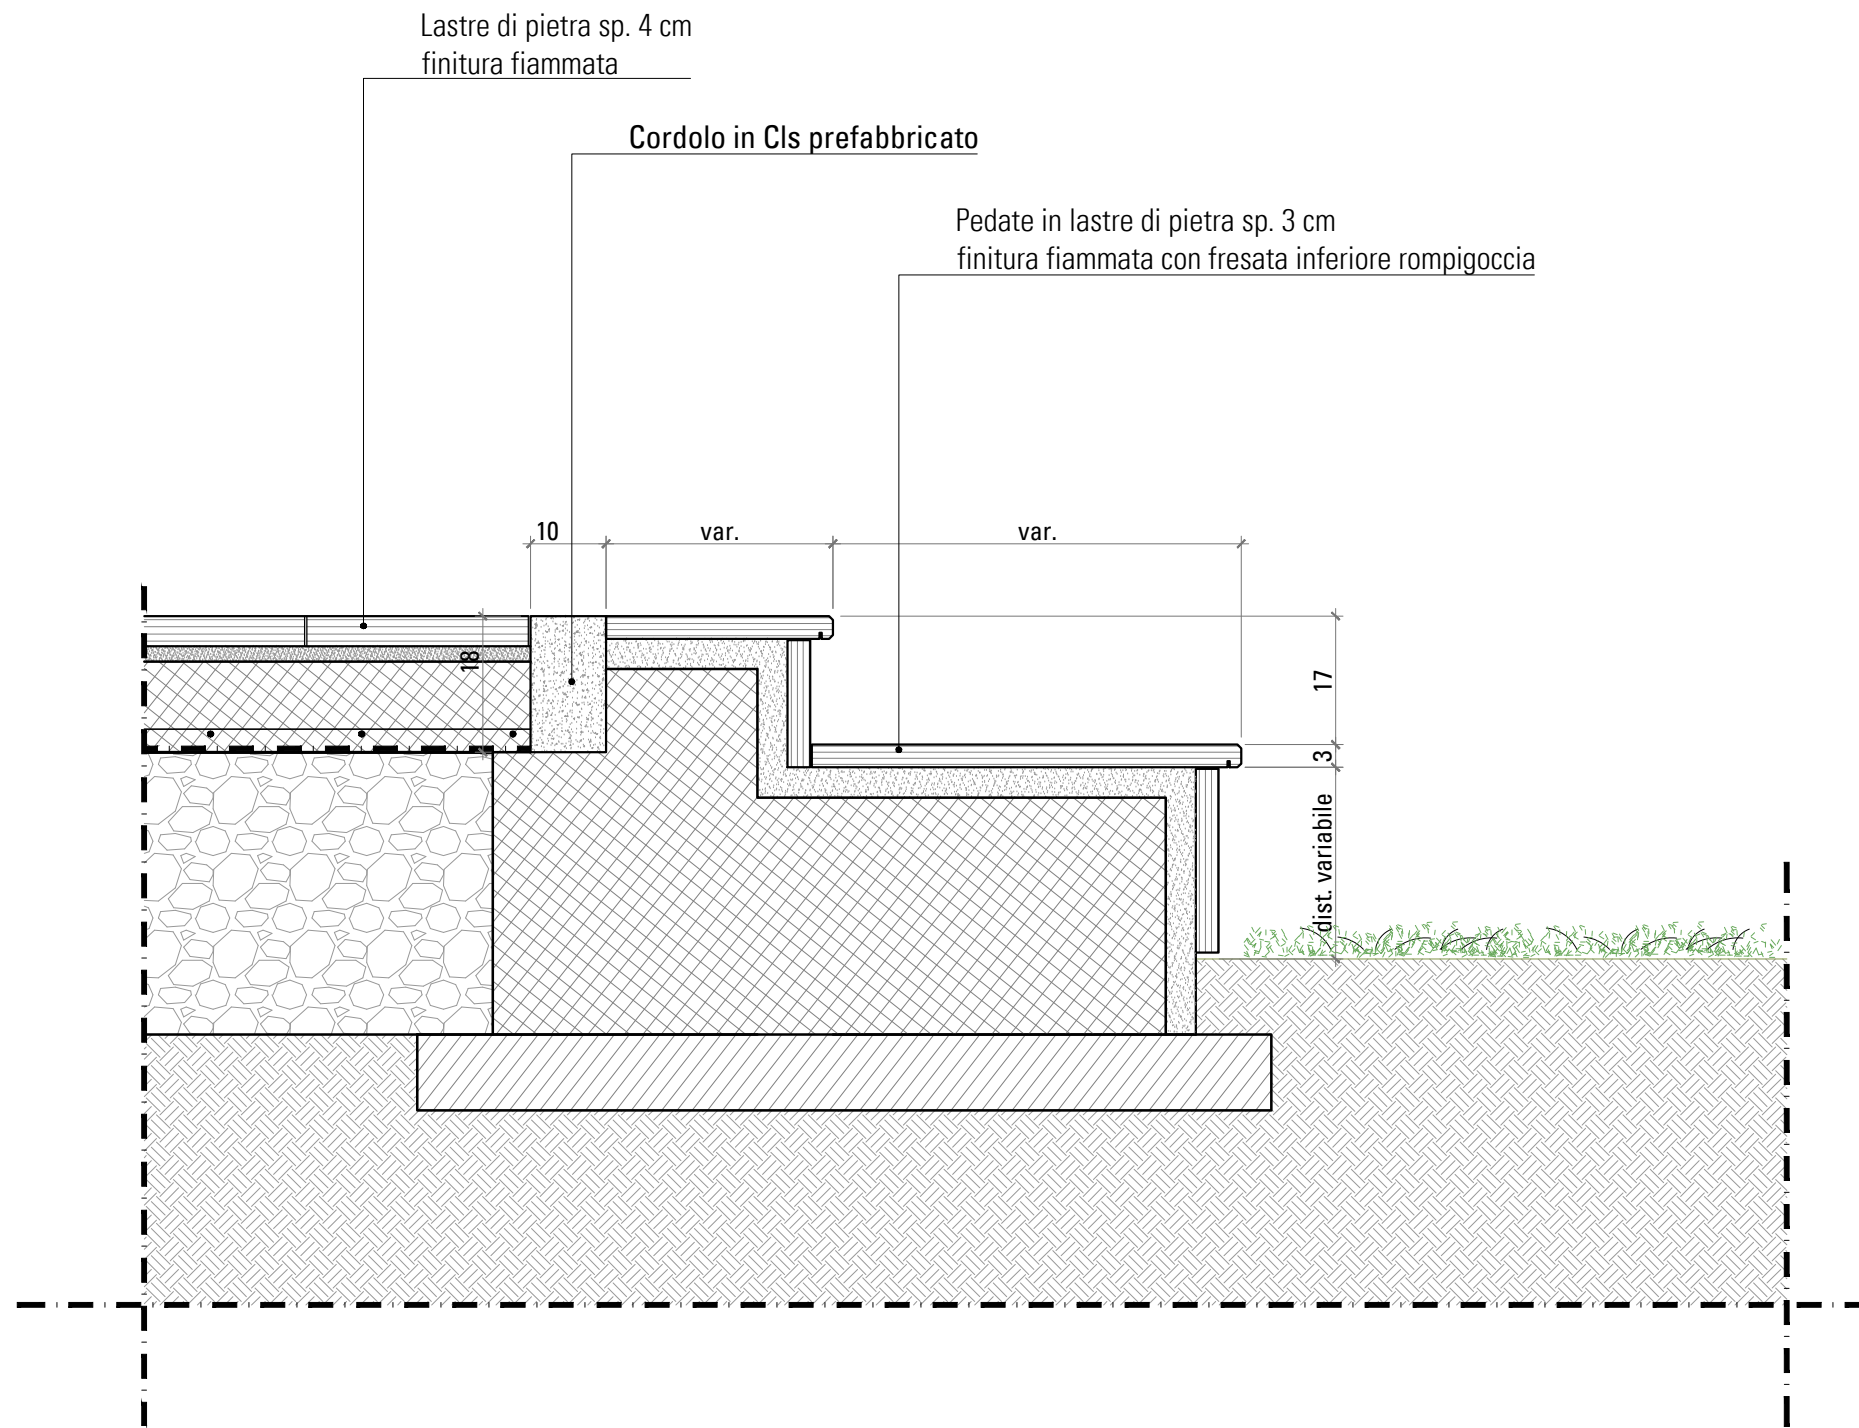 Lastre di pietra sp. 4 cm
finitura fiammata
Cordolo in Cls prefabbricato
Pedate in lastre di pietra sp. 3 cm
finitura fiammata con fresata inferiore rompigoccia
10
var.
var.
18
17
3
dist. variabile